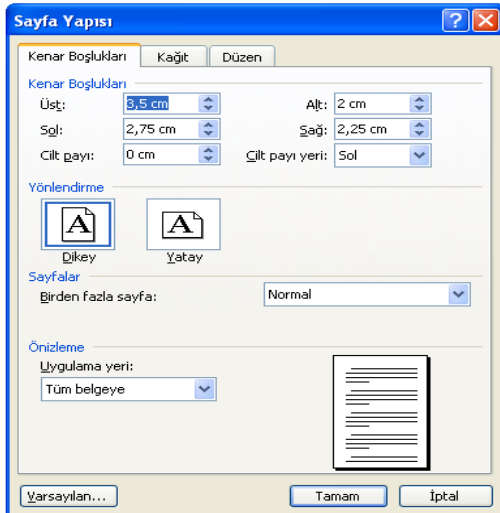 Sayfa Yapısı
Kenar Boşlukları Kağıt Düzen
Kenar Boşlukları
Üst: 3,5 cm Alt: 2 cm
Sol: 2,75 cm Sağ: 2,25 cm
Cilt payı: 0 cm Cilt payı yeri: Sol
Yönlendirme
A A
Dikey Yatay
Sayfalar
Birden fazla sayfa: Normal
Önizleme
Uygulama yeri:
Tüm belgeye
Varsayılan... Tamam İptal